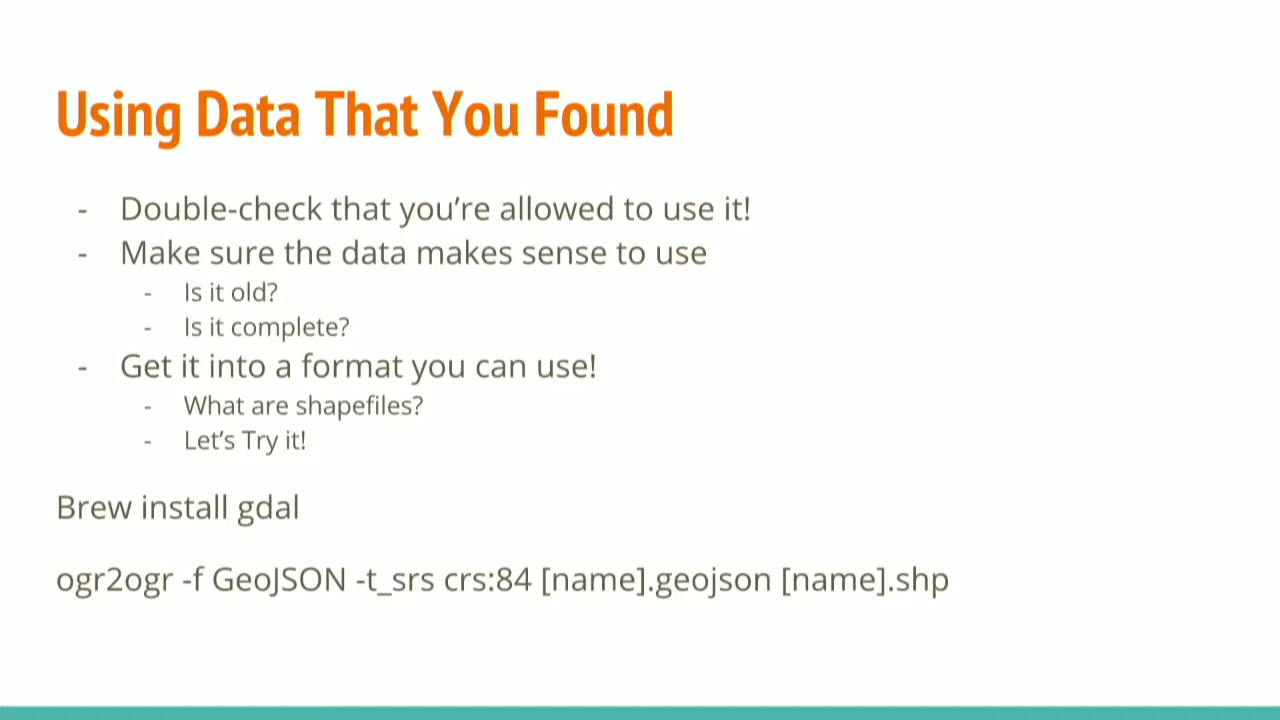 Using Data That You Found
- Double-check that you’re allowed to use it!
- Make sure the data makes sense to use
- Is it old?
- Is it complete?
- Get it into a format you can use!
- What are shapefiles?
- Let’s Try it!
Brew install gdal
ogr2ogr -f GeoJSON -t_srs crs:84 [name].geojson [name].shp